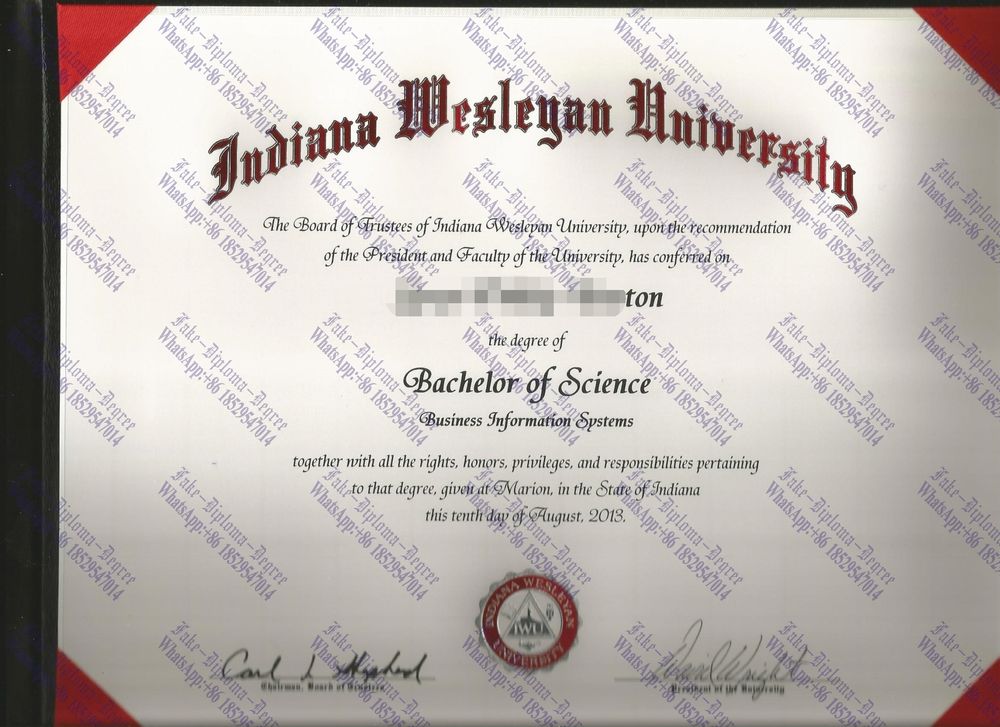 Indiana Wesleyan University
The Board of Trustees of Indiana Wesleyan University, upon the recommendation
of the President and Faculty of the University, has conferred on
ton
the degree of
Bachelor of Science
Business Information Systems
together with all the rights, honors, privileges, and responsibilities pertaining
to that degree, given at Marion, in the State of Indiana
this tenth day of August, 2013.
INDIANA WESLEYAN
IWU
UNIVERSITY
Chairman, Board of Trustees
President of the University
Fake-Diploma-Degree
WhatsApp:+86 18529547014